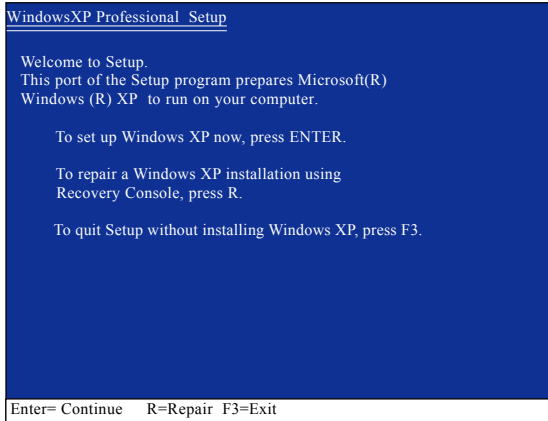 WindowsXP Professional Setup
Welcome to Setup.
This port of the Setup program prepares Microsoft(R)
Windows (R) XP to run on your computer.
To set up Windows XP now, press ENTER.
To repair a Windows XP installation using
Recovery Console, press R.
To quit Setup without installing Windows XP, press F3.
Enter= Continue R=Repair F3=Exit